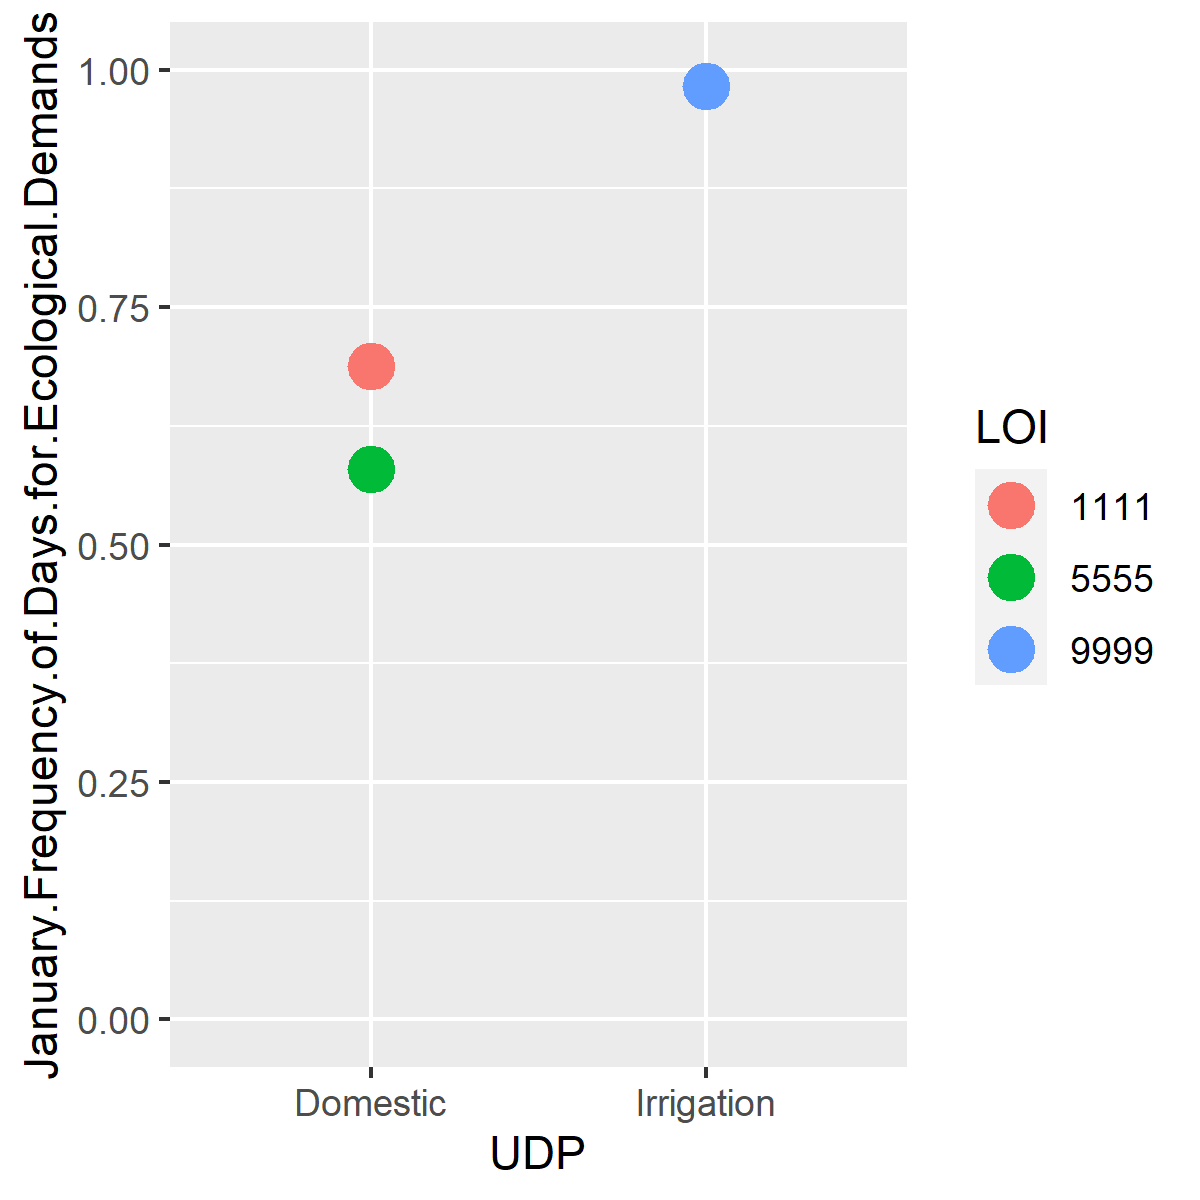 January.Frequency.of.Days.for.Ecological.Demands
1.00
0.75
0.50
0.25
0.00
Domestic
Irrigation
UDP
LOI
1111
5555
9999